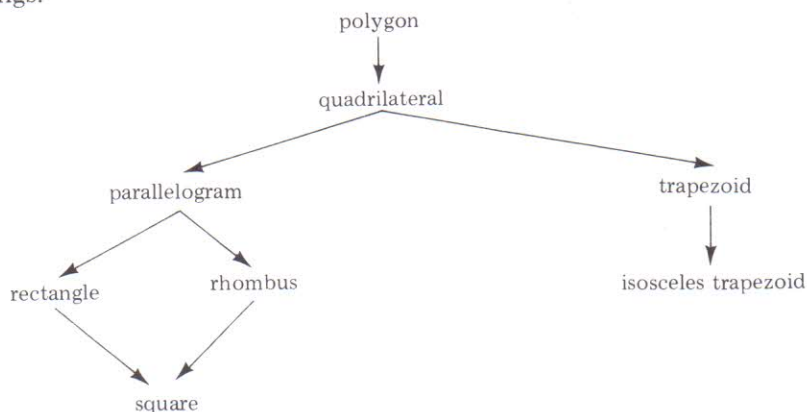 polygon
quadrilateral
parallelogram
trapezoid
rectangle
rhombus
isosceles trapezoid
square